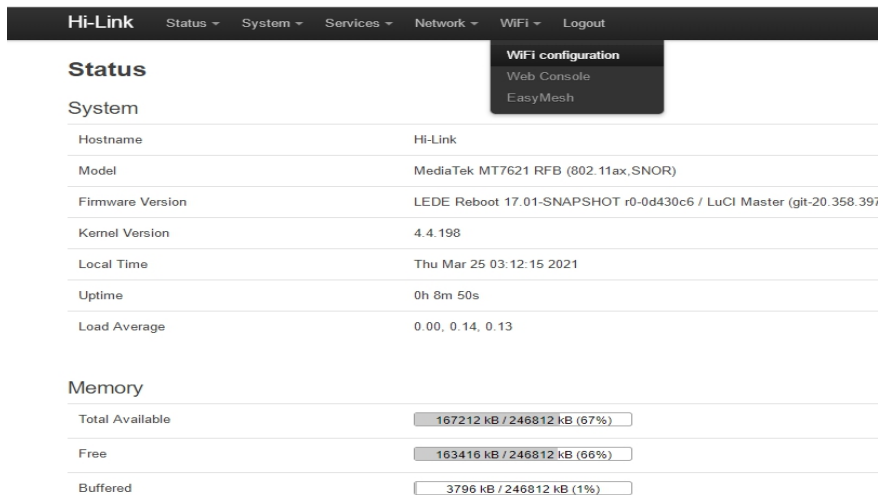 Hi-Link Status System Services Network WiFi Logout
WiFi configuration
Web Console
EasyMesh
Status
System
Hostname Hi-Link
Model MediaTek MT7621 RFB (802.11ax,SNOR)
Firmware Version LEDE Reboot 17.01-SNAPSHOT r0-0d430c6 / LuCI Master (git-20.358.397
Kernel Version 4.4.198
Local Time Thu Mar 25 03:12:15 2021
Uptime 0h 8m 50s
Load Average 0.00, 0.14, 0.13
Memory
Total Available 167212 kB / 246812 kB (67%)
Free 163416 kB / 246812 kB (66%)
Buffered 3796 kB / 246812 kB (1%)